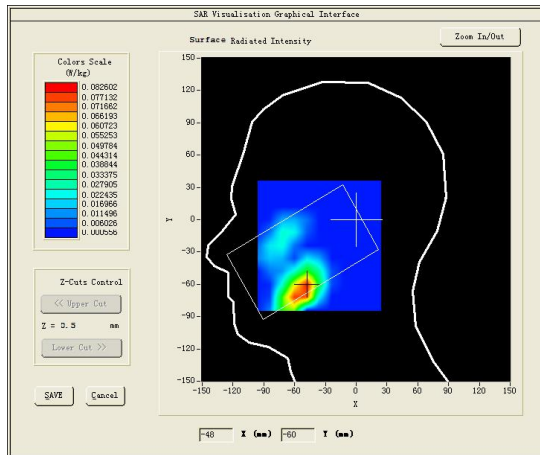 SAR Visualisation Graphical Interface
Surface Radiated Intensity
Zoom In/Out
Colors Scale
(W/kg)
0.082602
0.077132
0.071662
0.066193
0.060723
0.055253
0.049784
0.044314
0.038844
0.033375
0.027905
0.022435
0.016966
0.011496
0.006026
0.000556
Z-Cuts Control
<< Upper Cut
Z = 3.5 mm
Lower Cut >>
SAVE
Cancel
150
120
90
60
30
0
-30
-60
-90
-120
-150
Y
-150 -120 -90 -60 -30 0 30 60 90 120 150
X
-48 X (mm) -60 Y (mm)